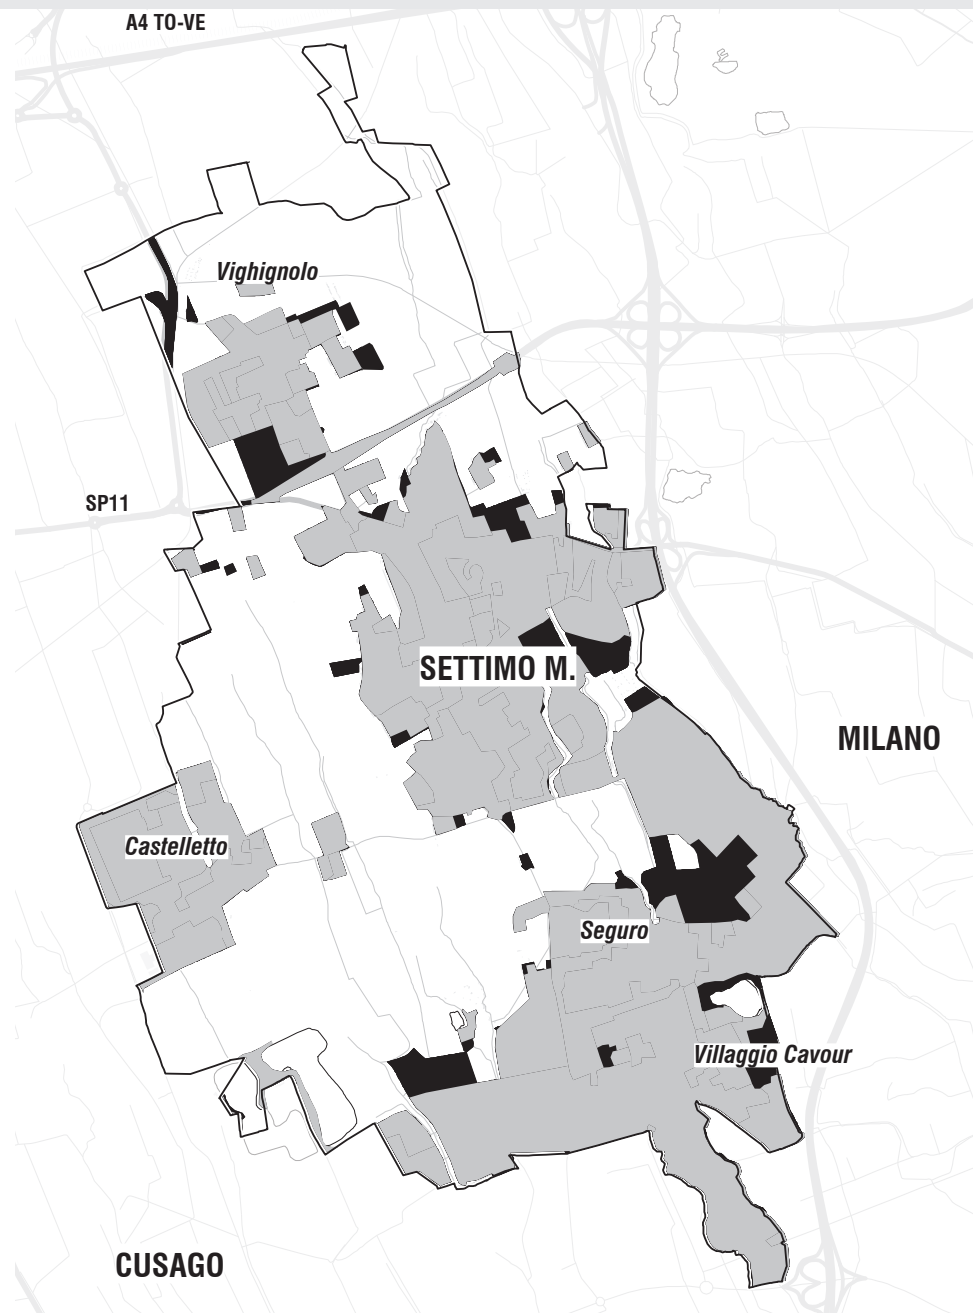 A4 TO-VE
Vighignolo
SP11
SETTIMO M.
MILANO
Castelletto
Seguro
Villaggio Cavour
CUSAGO